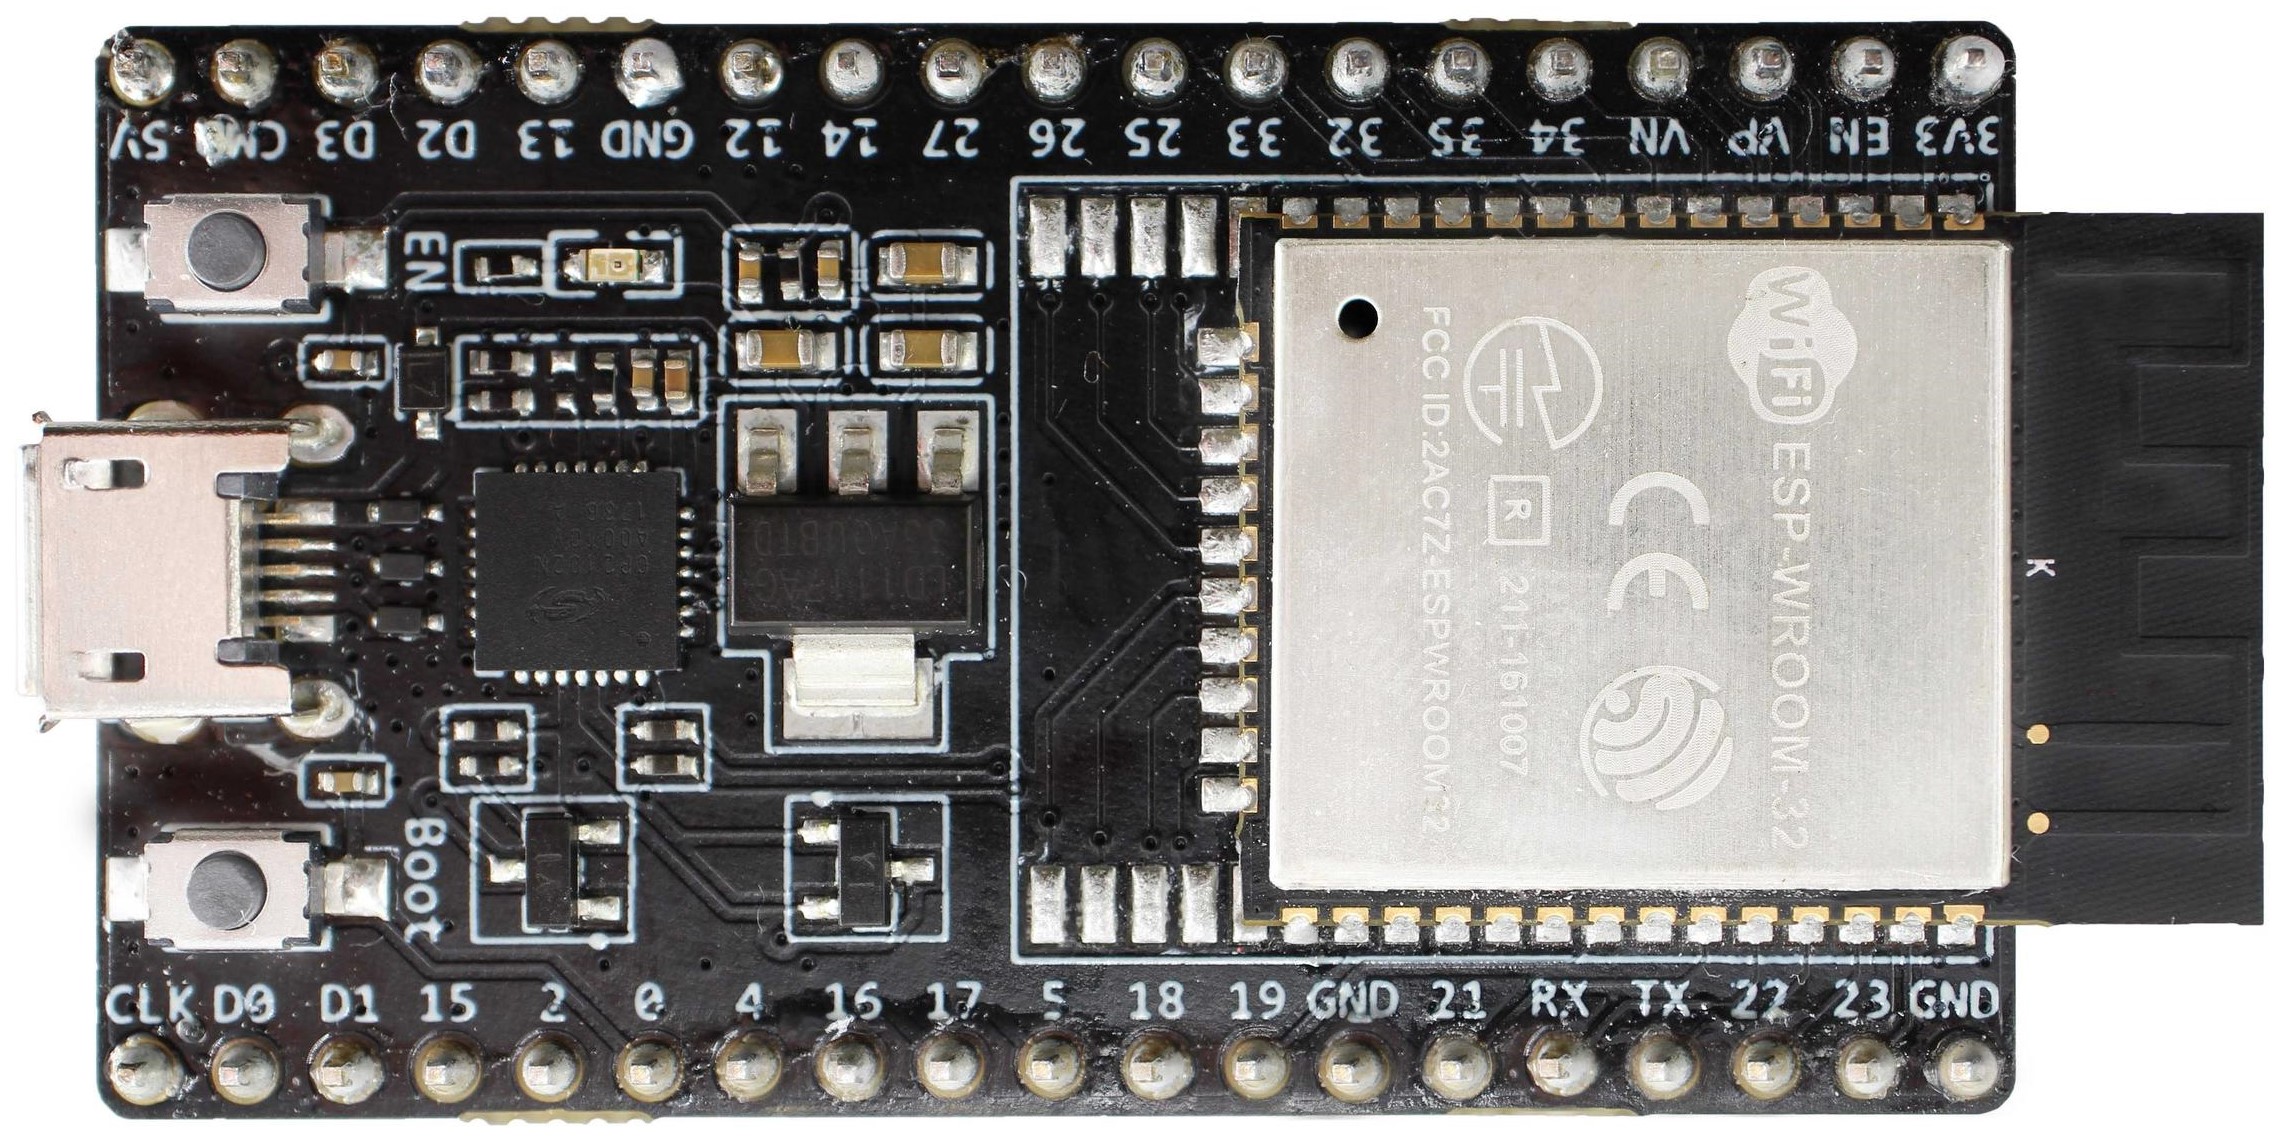 5V CMD D3 D2 13 GND 12 14 27 26 25 33 32 35 34 VN VP EN 3V3
EN
Boot
LD1117AG
WiFi ESP-WROOM-32
CE
R 211-161007
FCC ID:2AC7Z-ESPWROOM32
K
CLK D0 D1 15 2 0 4 16 17 5 18 19 GND 21 RX TX 22 23 GND